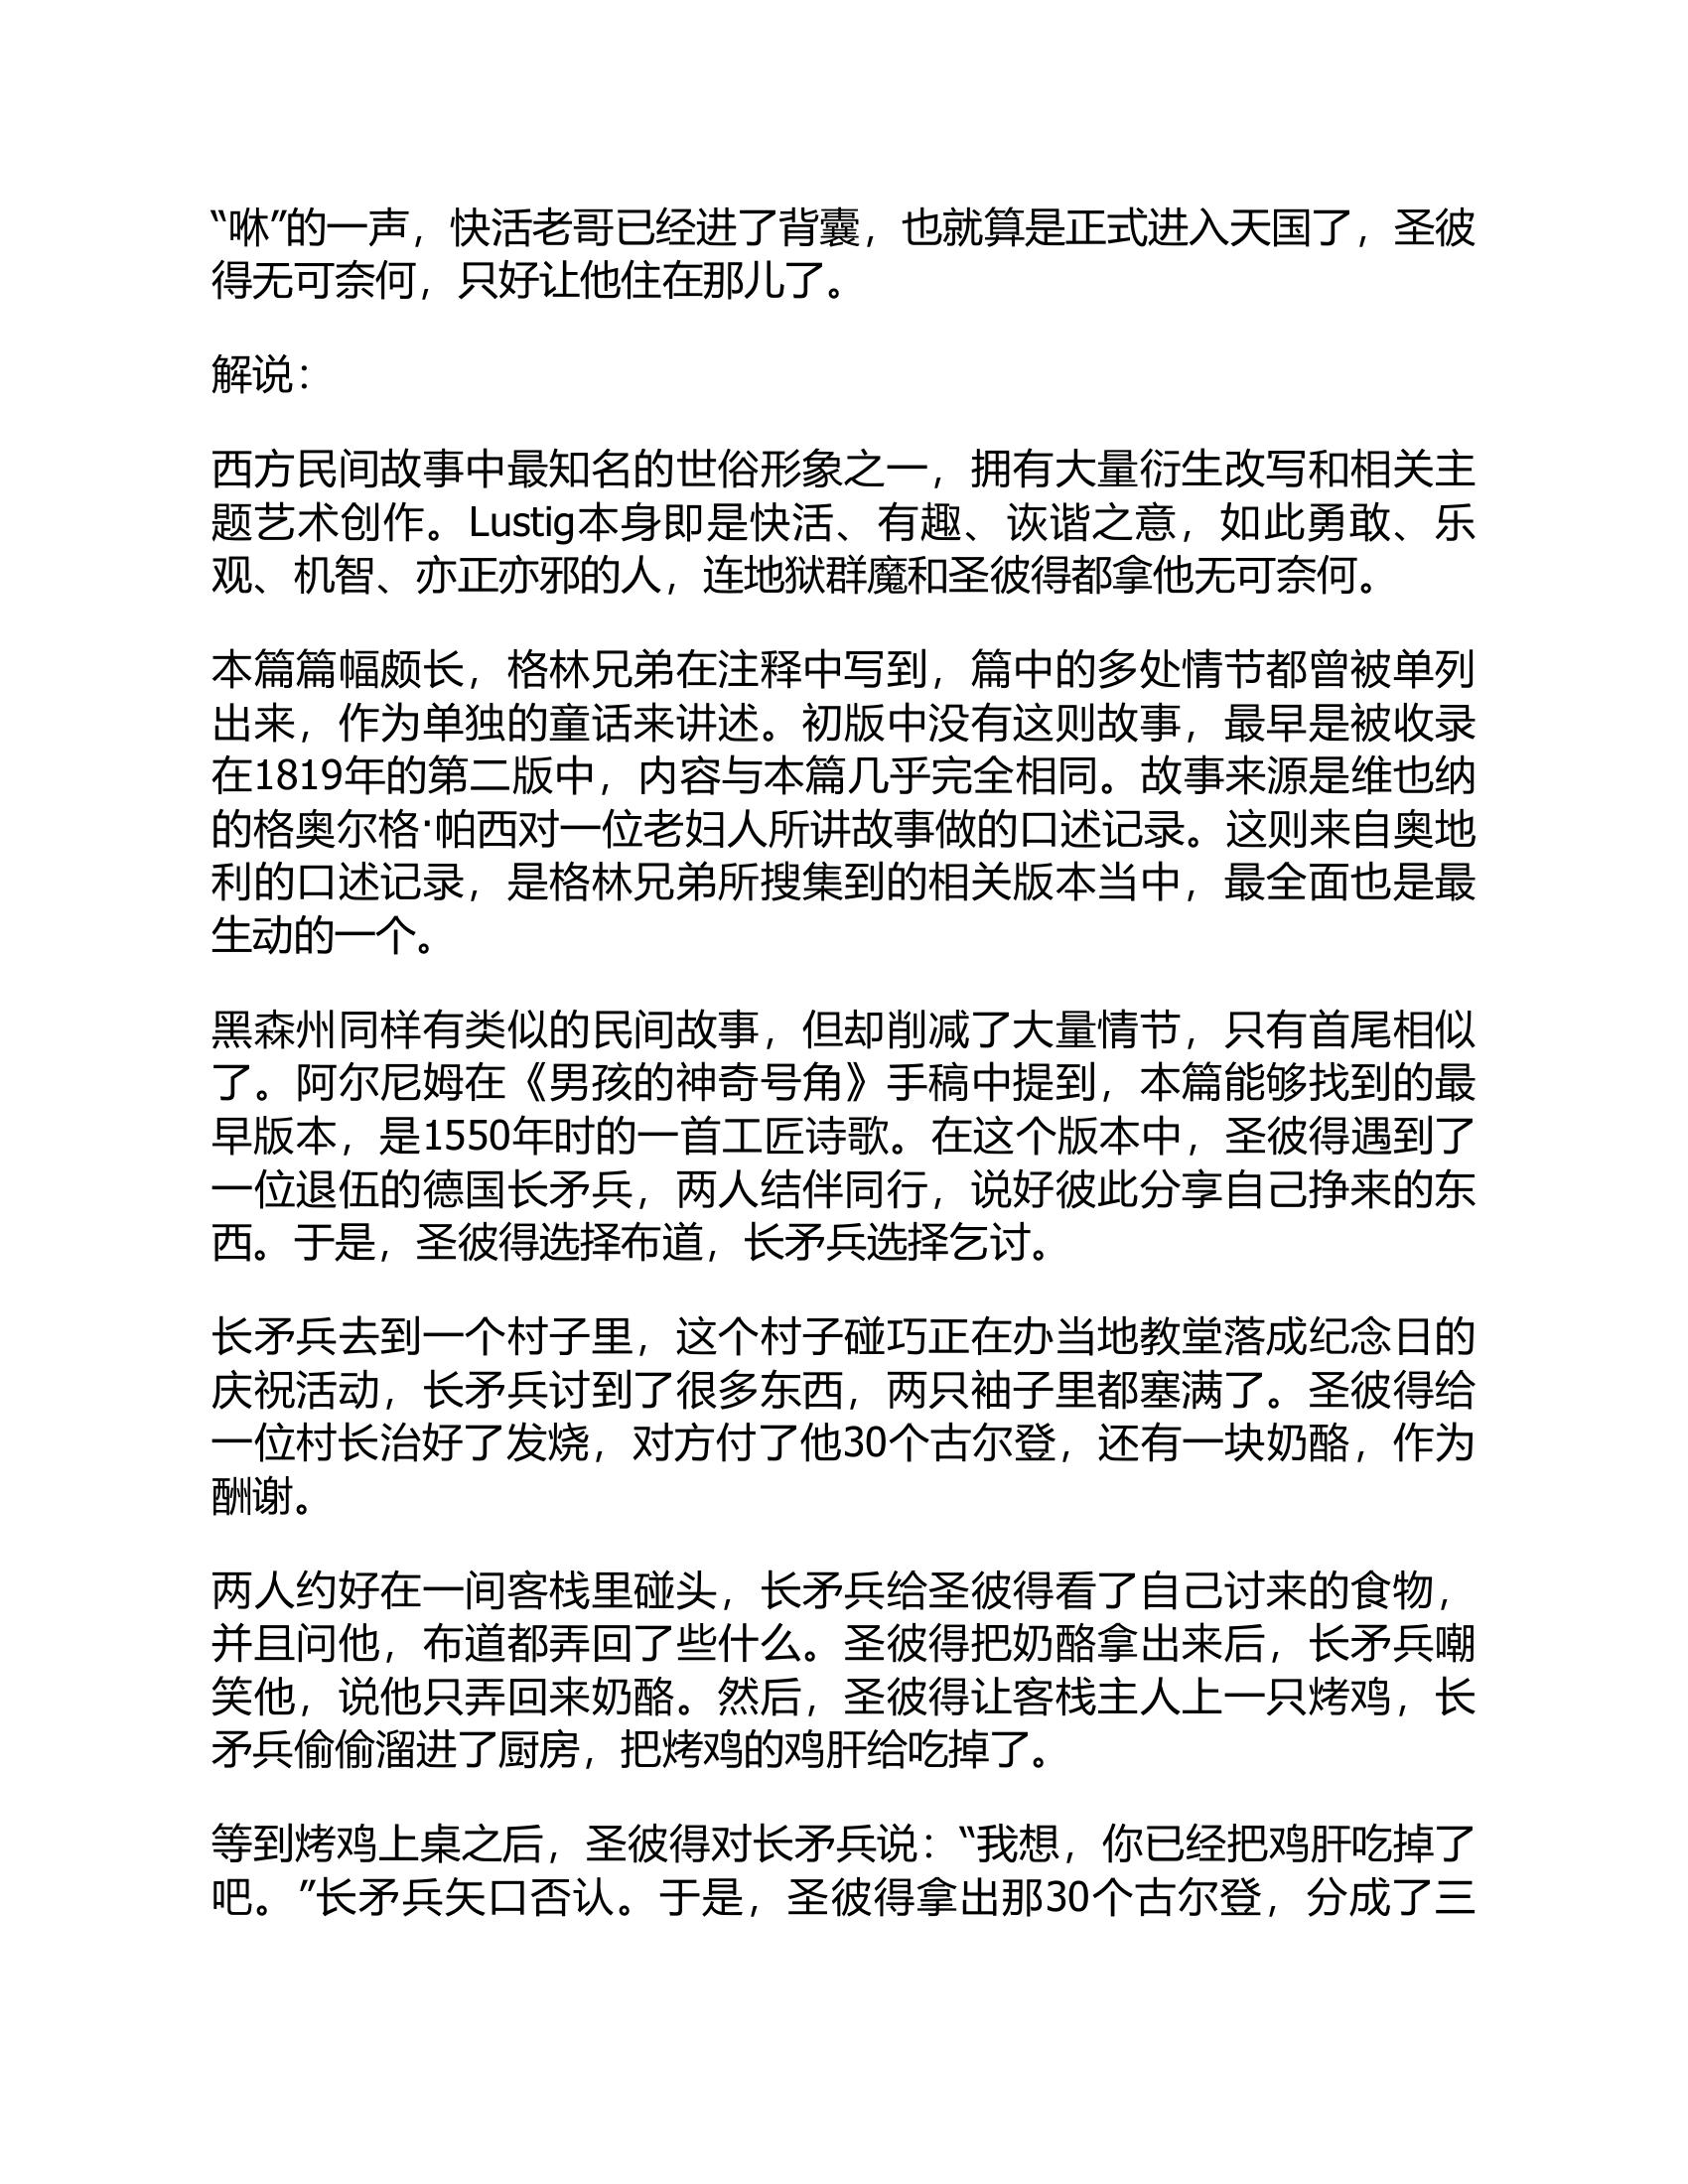 “咻”的一声，快活老哥已经进了背囊，也就算是正式进入天国了，圣彼
得无可奈何，只好让他住在那儿了。
解说：
西方民间故事中最知名的世俗形象之一，拥有大量衍生改写和相关主
题艺术创作。Lustig本身即是快活、有趣、诙谐之意，如此勇敢、乐
观、机智、亦正亦邪的人，连地狱群魔和圣彼得都拿他无可奈何。
本篇篇幅颇长，格林兄弟在注释中写到，篇中的多处情节都曾被单列
出来，作为单独的童话来讲述。初版中没有这则故事，最早是被收录
在1819年的第二版中，内容与本篇几乎完全相同。故事来源是维也纳
的格奥尔格·帕西对一位老妇人所讲故事做的口述记录。这则来自奥地
利的口述记录，是格林兄弟所搜集到的相关版本当中，最全面也是最
生动的一个。
黑森州同样有类似的民间故事，但却削减了大量情节，只有首尾相似
了。阿尔尼姆在《男孩的神奇号角》手稿中提到，本篇能够找到的最
早版本，是1550年时的一首工匠诗歌。在这个版本中，圣彼得遇到了
一位退伍的德国长矛兵，两人结伴同行，说好彼此分享自己挣来的东
西。于是，圣彼得选择布道，长矛兵选择乞讨。
长矛兵去到一个村子里，这个村子碰巧正在办当地教堂落成纪念日的
庆祝活动，长矛兵讨到了很多东西，两只袖子里都塞满了。圣彼得给
一位村长治好了发烧，对方付了他30个古尔登，还有一块奶酪，作为
酬谢。
两人约好在一间客栈里碰头，长矛兵给圣彼得看了自己讨来的食物，
并且问他，布道都弄回了些什么。圣彼得把奶酪拿出来后，长矛兵嘲
笑他，说他只弄回来奶酪。然后，圣彼得让客栈主人上一只烤鸡，长
矛兵偷偷溜进了厨房，把烤鸡的鸡肝给吃掉了。
等到烤鸡上桌之后，圣彼得对长矛兵说：“我想，你已经把鸡肝吃掉了
吧。”长矛兵矢口否认。于是，圣彼得拿出那30个古尔登，分成了三